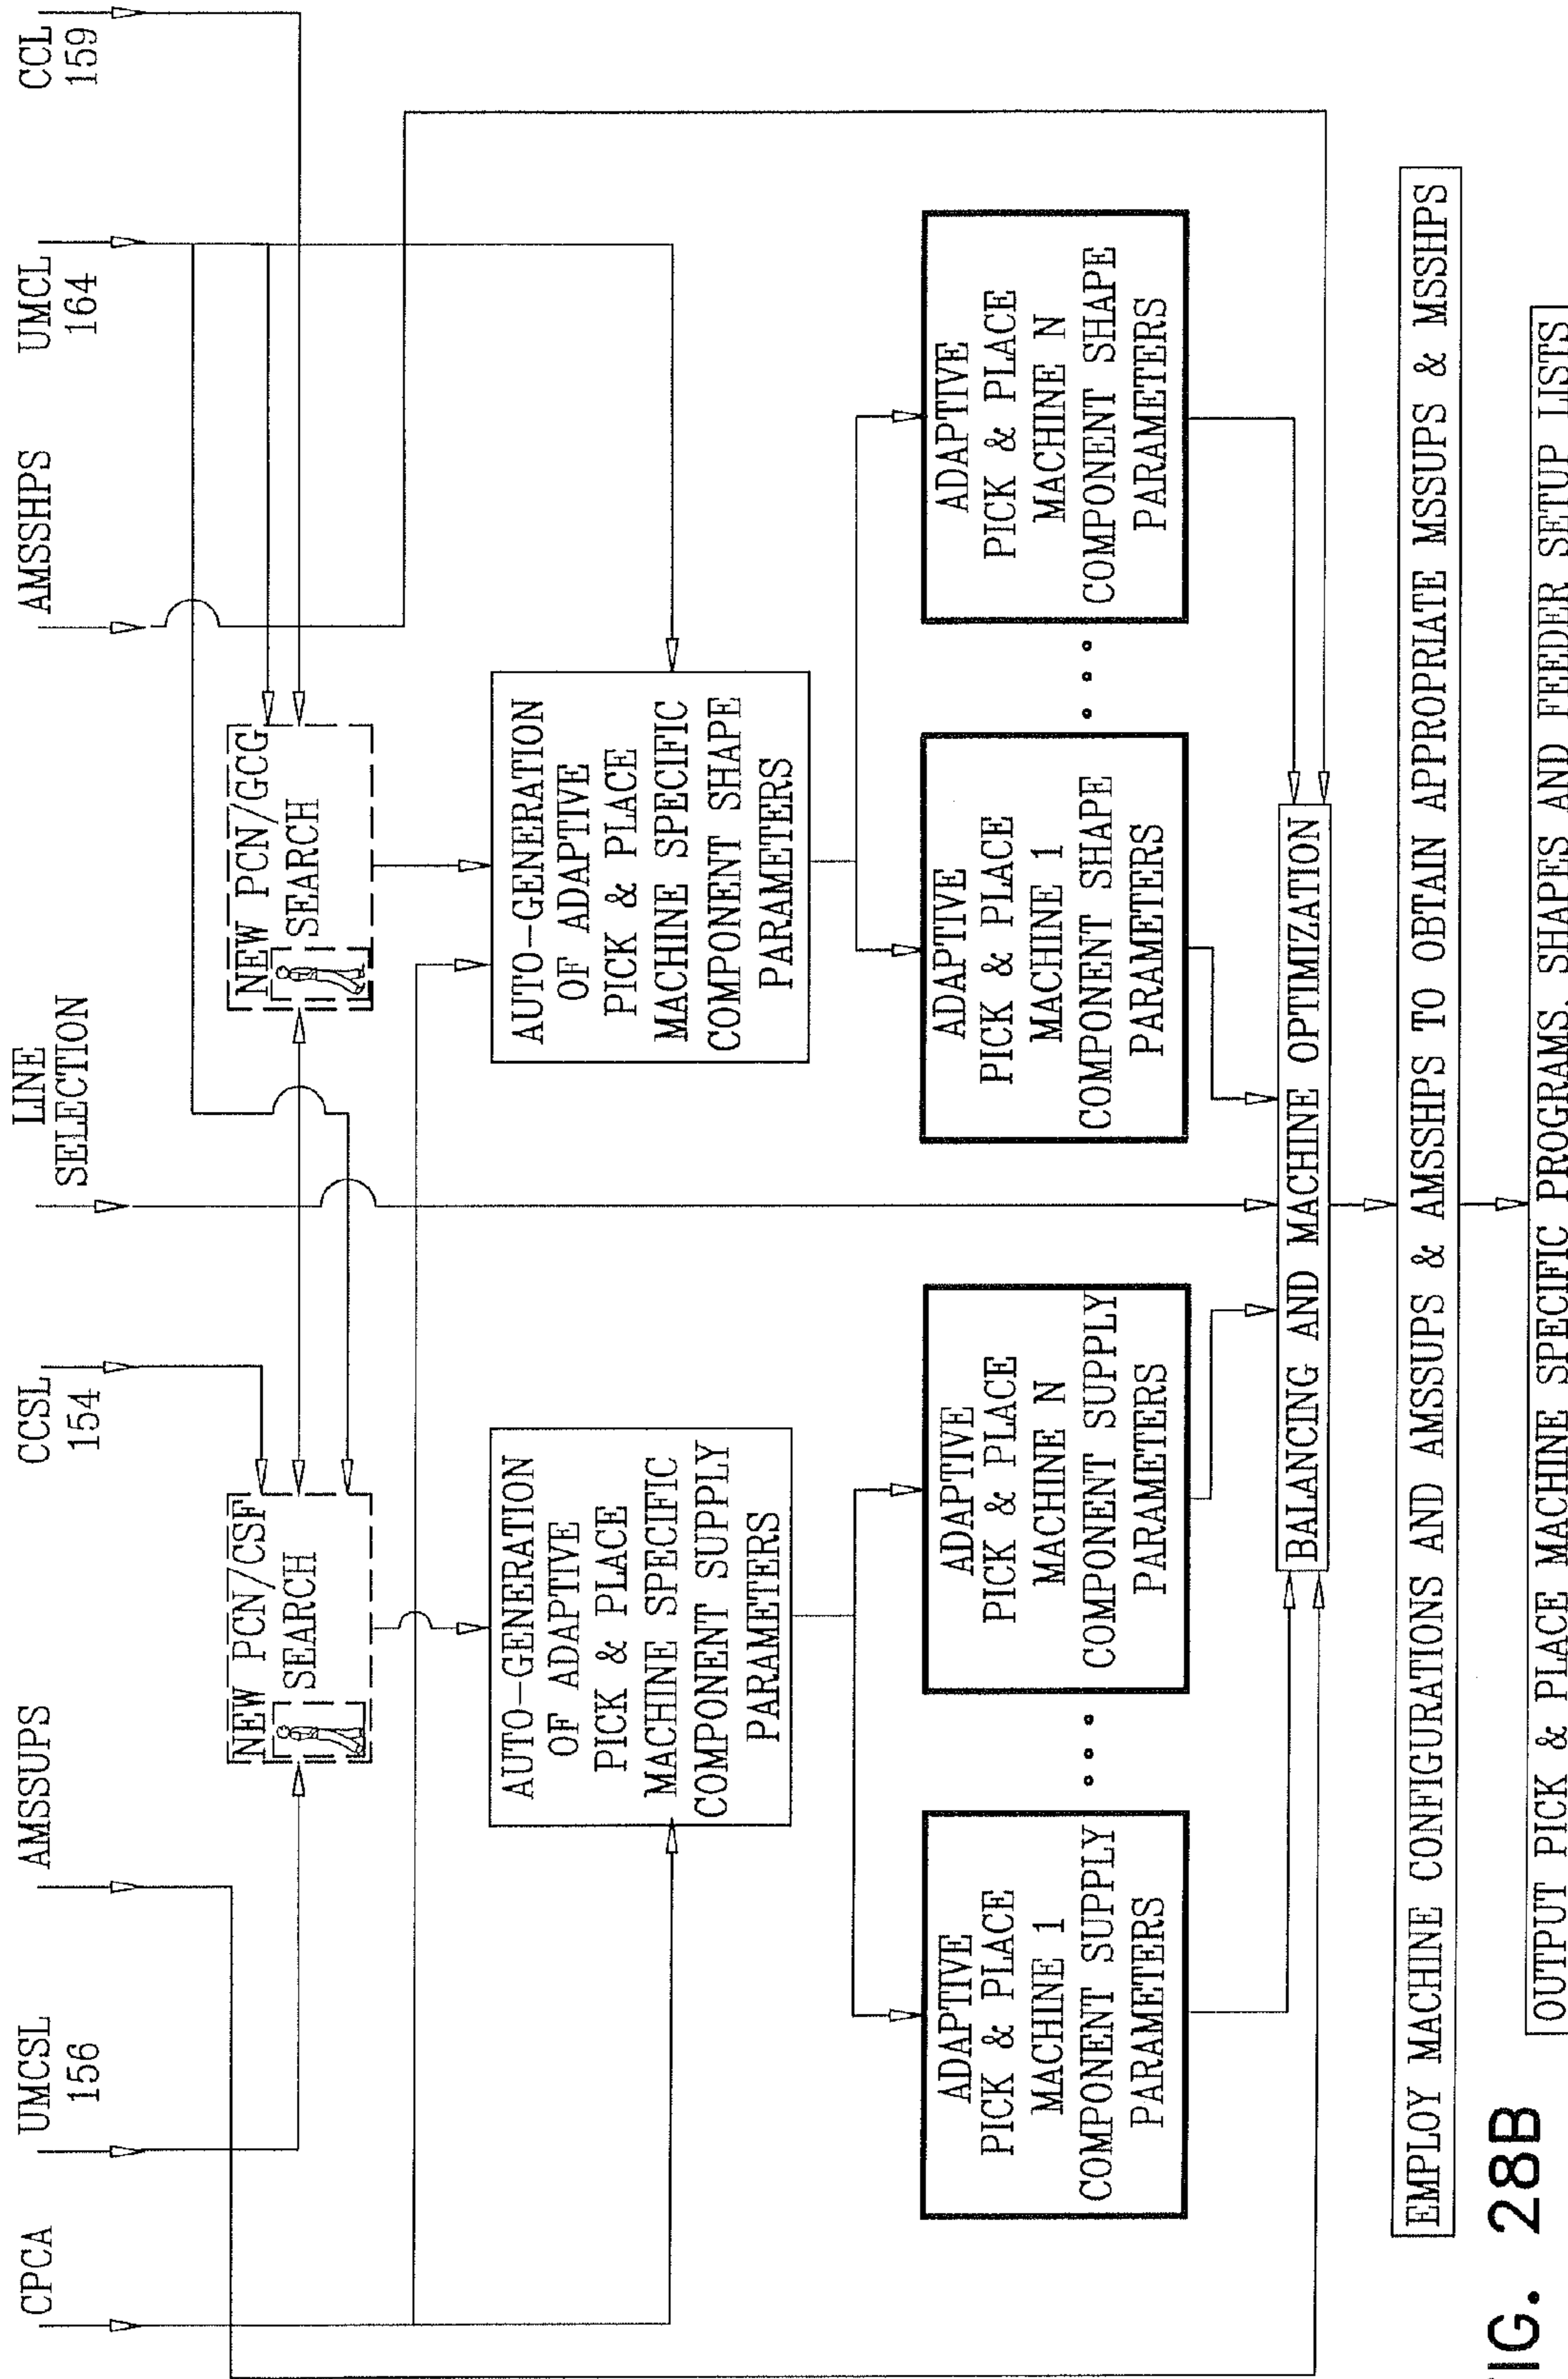 CPCA
UMCSL
156
AMSSUPS
CCSL
154
LINE
SELECTION
AMSSHPS
UMCL
164
CCL
159
NEW PCN/CSF
SEARCH
NEW PCN/GCG
SEARCH
AUTO-GENERATION
OF ADAPTIVE
PICK & PLACE
MACHINE SPECIFIC
COMPONENT SUPPLY
PARAMETERS
AUTO-GENERATION
OF ADAPTIVE
PICK & PLACE
MACHINE SPECIFIC
COMPONENT SHAPE
PARAMETERS
ADAPTIVE
PICK & PLACE
MACHINE 1
COMPONENT SUPPLY
PARAMETERS
ADAPTIVE
PICK & PLACE
MACHINE N
COMPONENT SUPPLY
PARAMETERS
ADAPTIVE
PICK & PLACE
MACHINE 1
COMPONENT SHAPE
PARAMETERS
ADAPTIVE
PICK & PLACE
MACHINE N
COMPONENT SHAPE
PARAMETERS
BALANCING AND MACHINE OPTIMIZATION
EMPLOY MACHINE CONFIGURATIONS AND AMSSUPS & AMSSHPS TO OBTAIN APPROPRIATE MSSUPS & MSSHPS
OUTPUT PICK & PLACE MACHINE SPECIFIC PROGRAMS, SHAPES AND FEEDER SETUP LISTS
IG. 28B